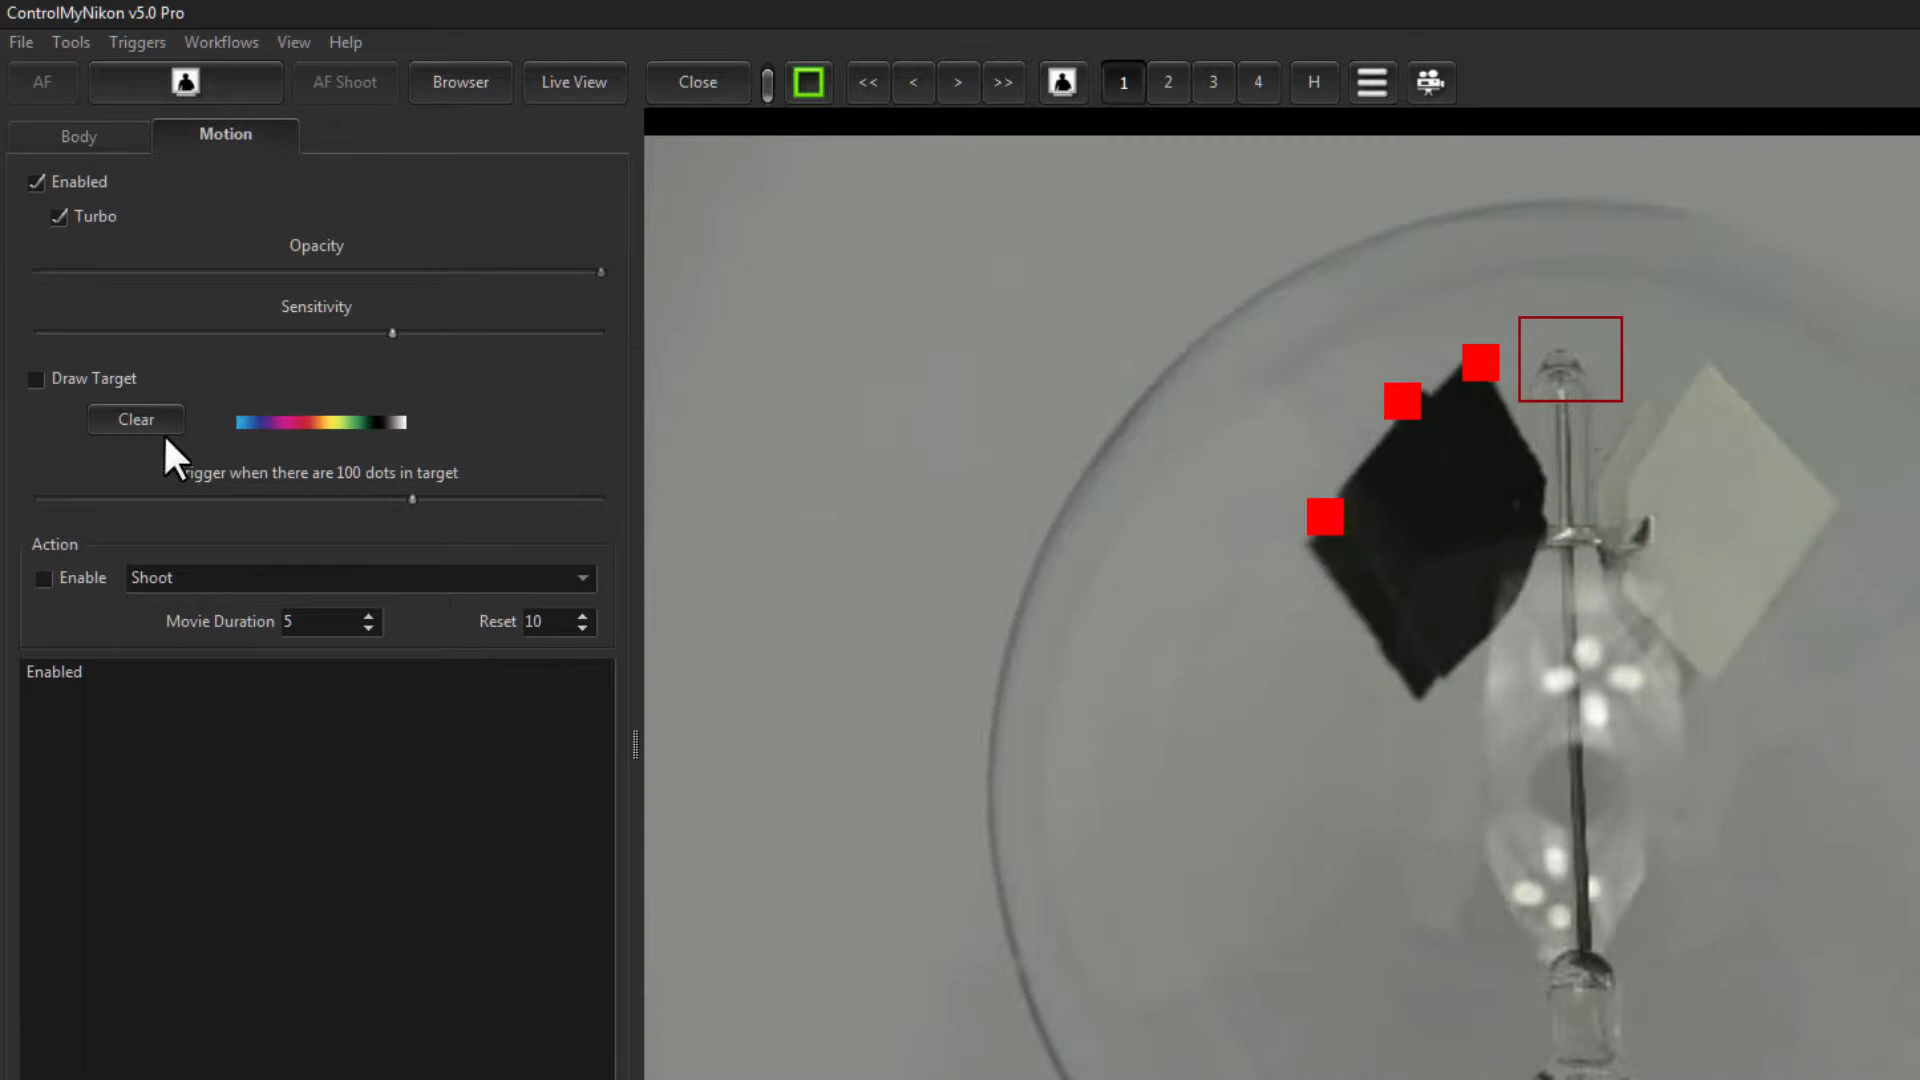 ControlMyNikon v5.0 Pro
File Tools Triggers Workflows View Help
AF AF Shoot Browser Live View Close << < > >> 1 2 3 4 H
Body Motion
Enabled
Turbo
Opacity
Sensitivity
Draw Target
Clear
rigger when there are 100 dots in target
Action
Enable Shoot
Movie Duration 5 Reset 10
Enabled